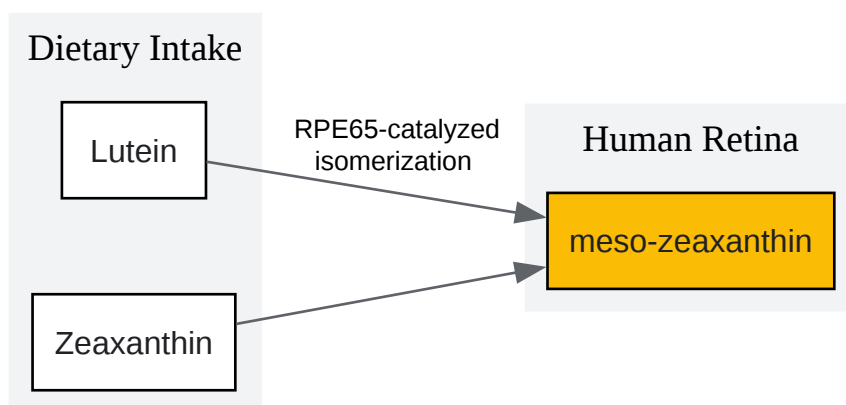 Dietary Intake
Lutein
Zeaxanthin
RPE65-catalyzed
isomerization
Human Retina
meso-zeaxanthin